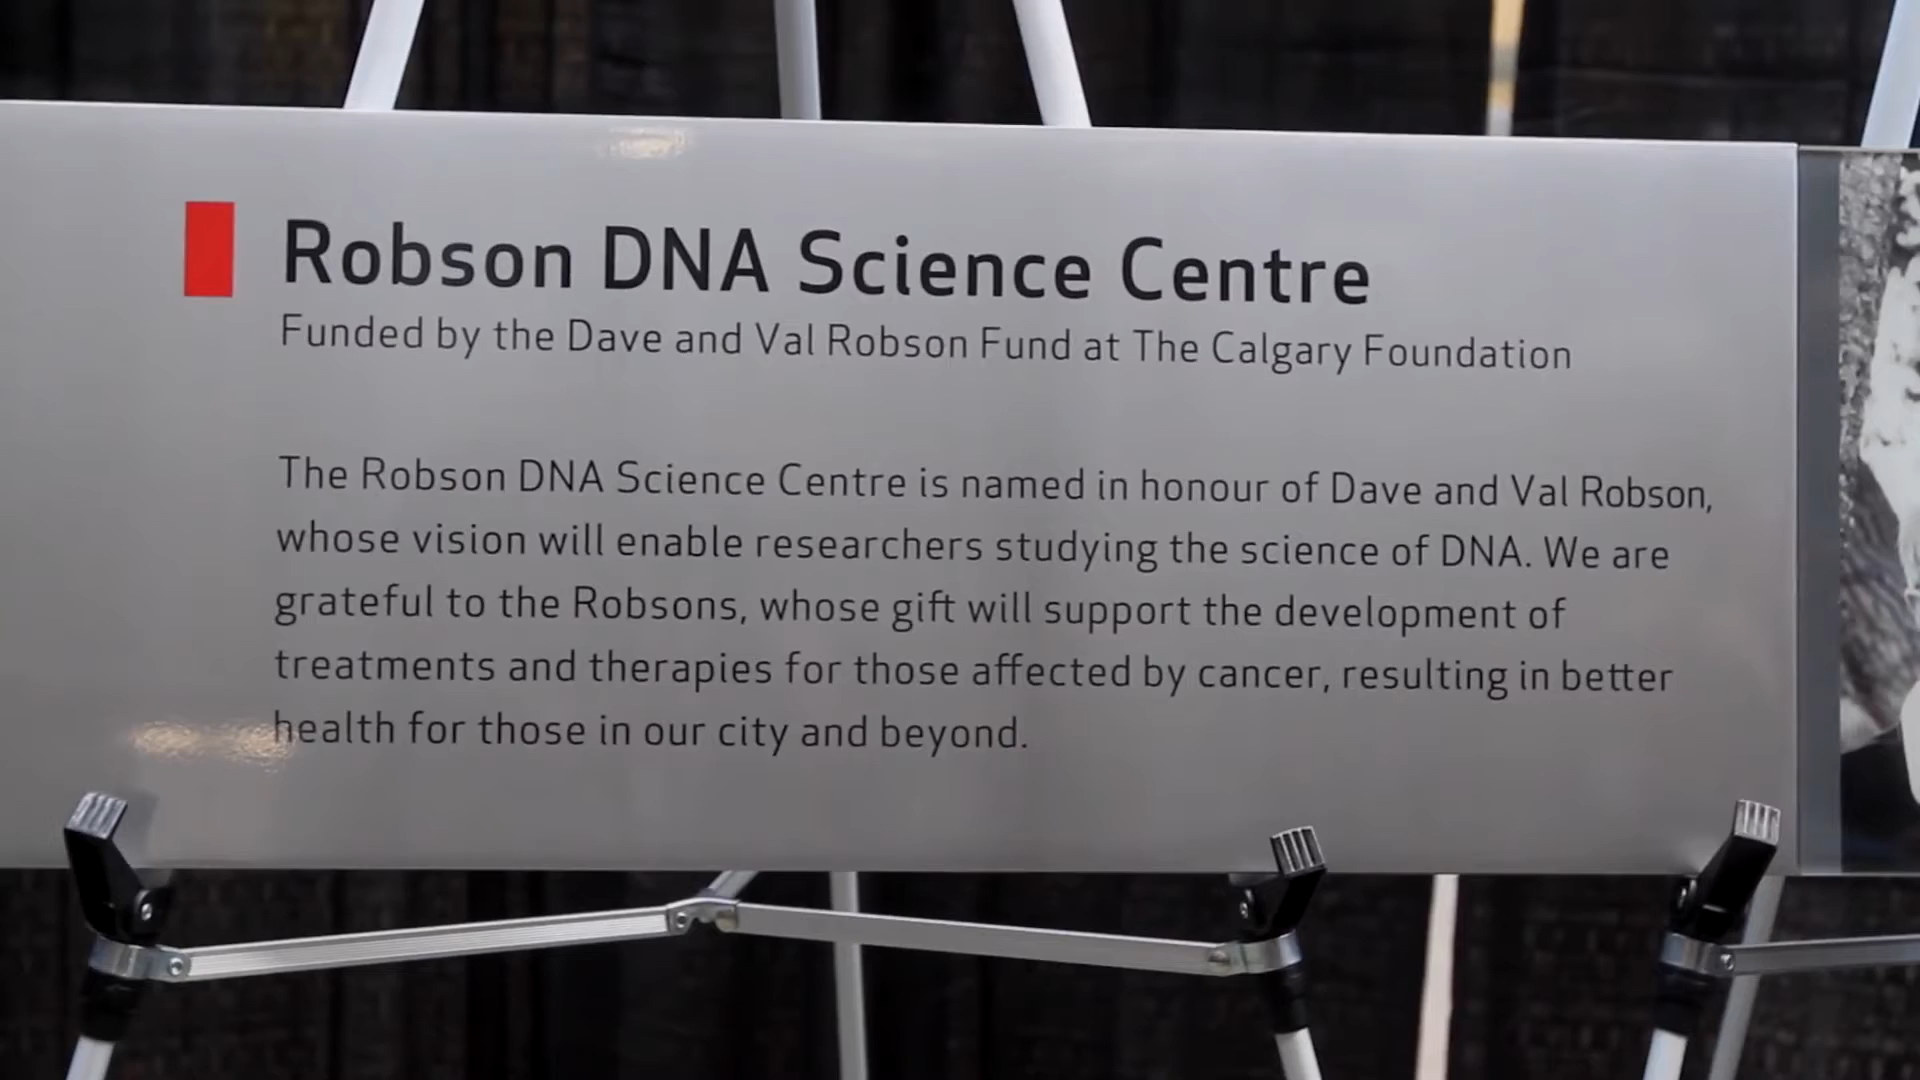 Robson DNA Science Centre
Funded by the Dave and Val Robson Fund at The Calgary Foundation
The Robson DNA Science Centre is named in honour of Dave and Val Robson,
whose vision will enable researchers studying the science of DNA. We are
grateful to the Robsons, whose gift will support the development of
treatments and therapies for those affected by cancer, resulting in better
health for those in our city and beyond.